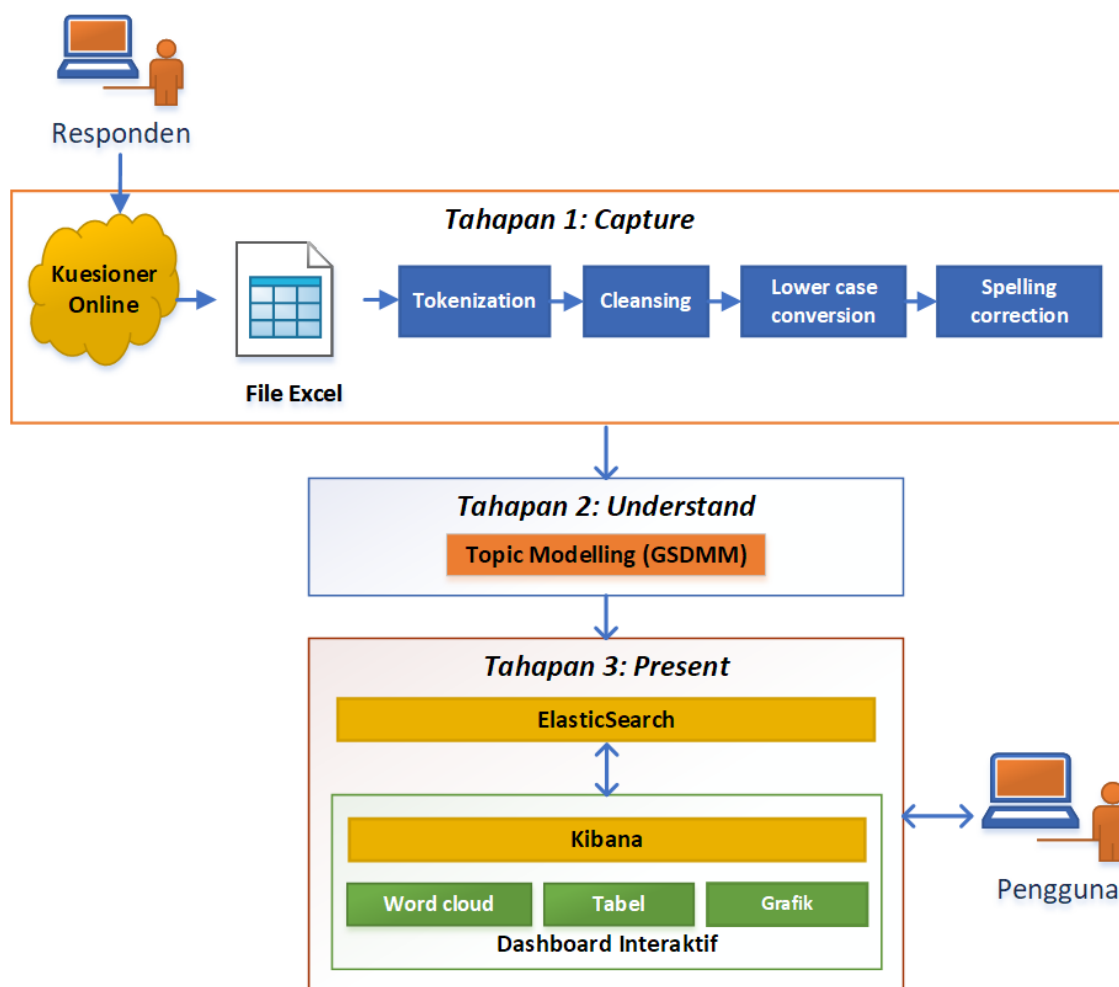 Responden
Tahapan 1: Capture
Kuesioner
Online
File Excel
Tokenization
Cleansing
Lower case
conversion
Spelling
correction
Tahapan 2: Understand
Topic Modelling (GSDMM)
Tahapan 3: Present
ElasticSearch
Kibana
Word cloud
Tabel
Grafik
Dashboard Interaktif
Pengguna